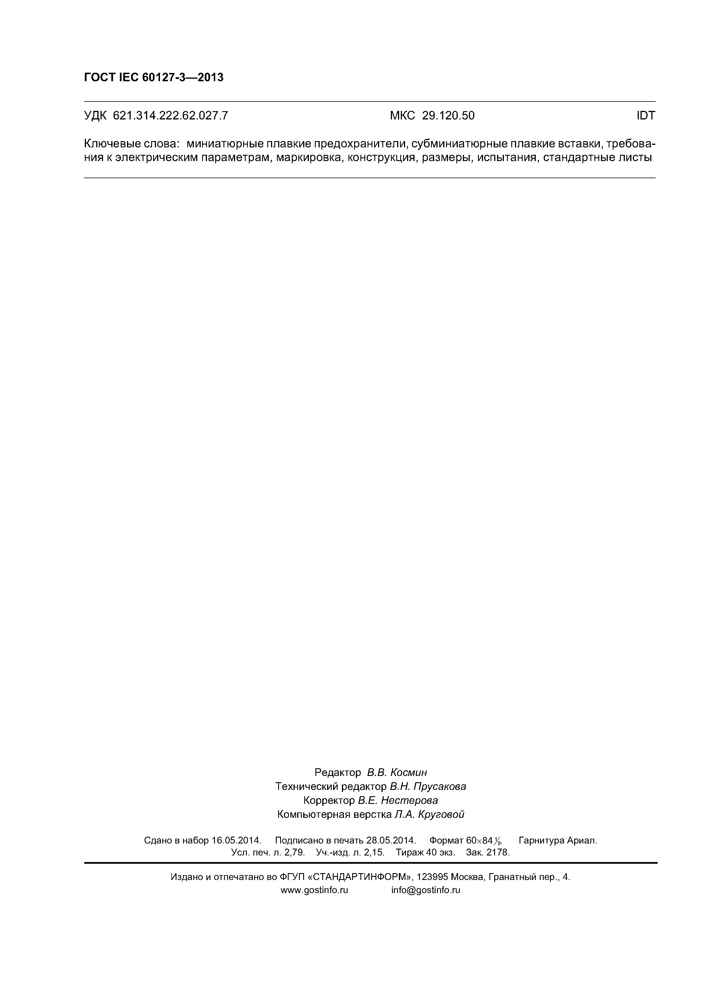 ГОСТ IEC 60127-3—2013
УДК 621.314.222.62.027.7 МКС 29.120.50 IDT
Ключевые слова: миниатюрные плавкие предохранители, субминиатюрные плавкие вставки, требова-
ния к электрическим параметрам, маркировка, конструкция, размеры, испытания, стандартные листы
Редактор В.В. Космин
Технический редактор В.Н. Прусакова
Корректор В.Е. Нестерова
Компьютерная верстка Л.А. Круговой
Сдано в набор 16.05.2014. Подписано в печать 28.05.2014. Формат 60×84⅛. Гарнитура Ариал.
Усл. печ. л. 2,79. Уч.-изд. л. 2,15. Тираж 40 экз. Зак. 2178.
Издано и отпечатано во ФГУП «СТАНДАРТИНФОРМ», 123995 Москва, Гранатный пер., 4.
www.gostinfo.ru info@gostinfo.ru